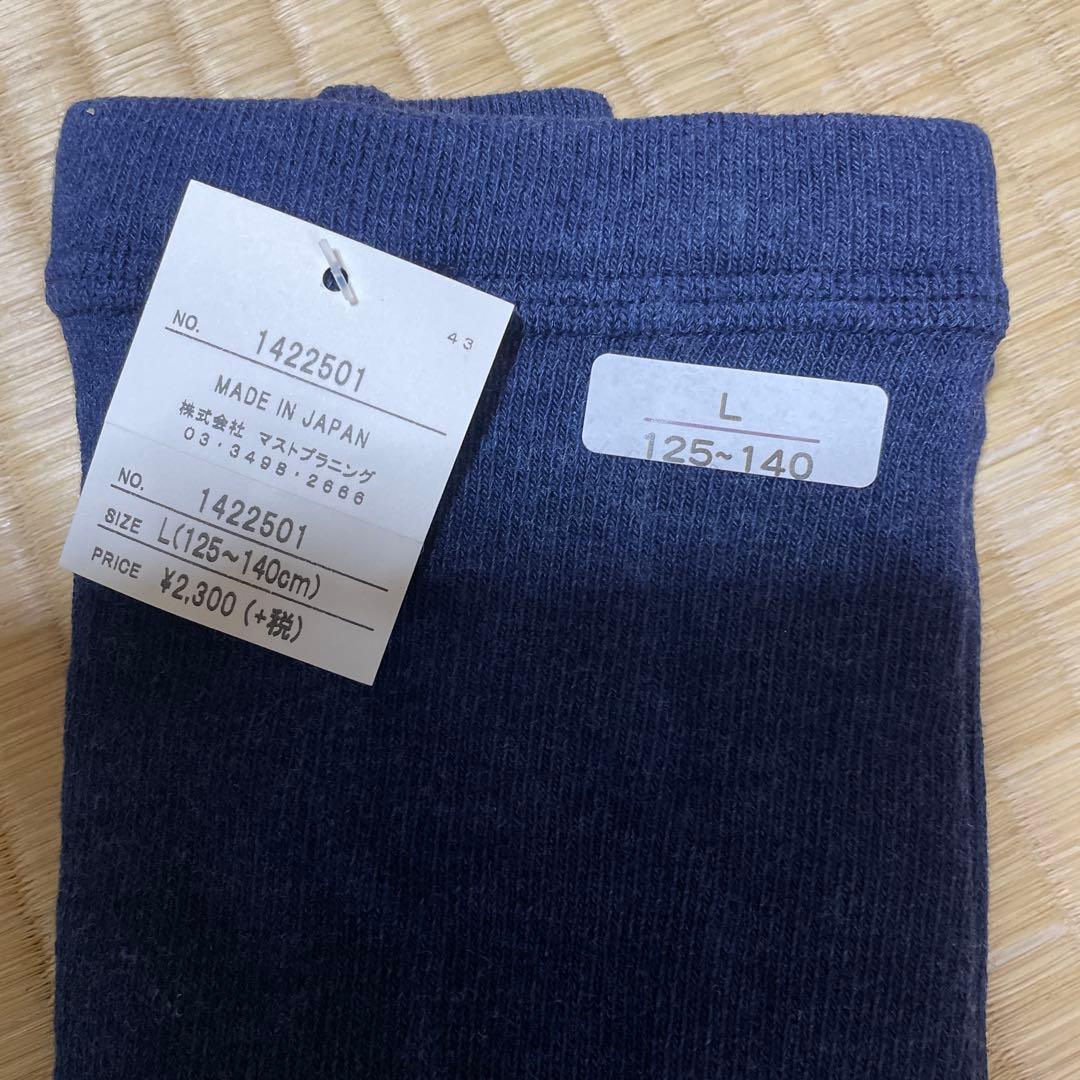 43
NO. 1422501
MADE IN JAPAN
株式会社 マストプラニング
03・3498・2666
NO. 1422501
SIZE L(125~140cm)
PRICE ¥2,300 (+税)
L
125~140